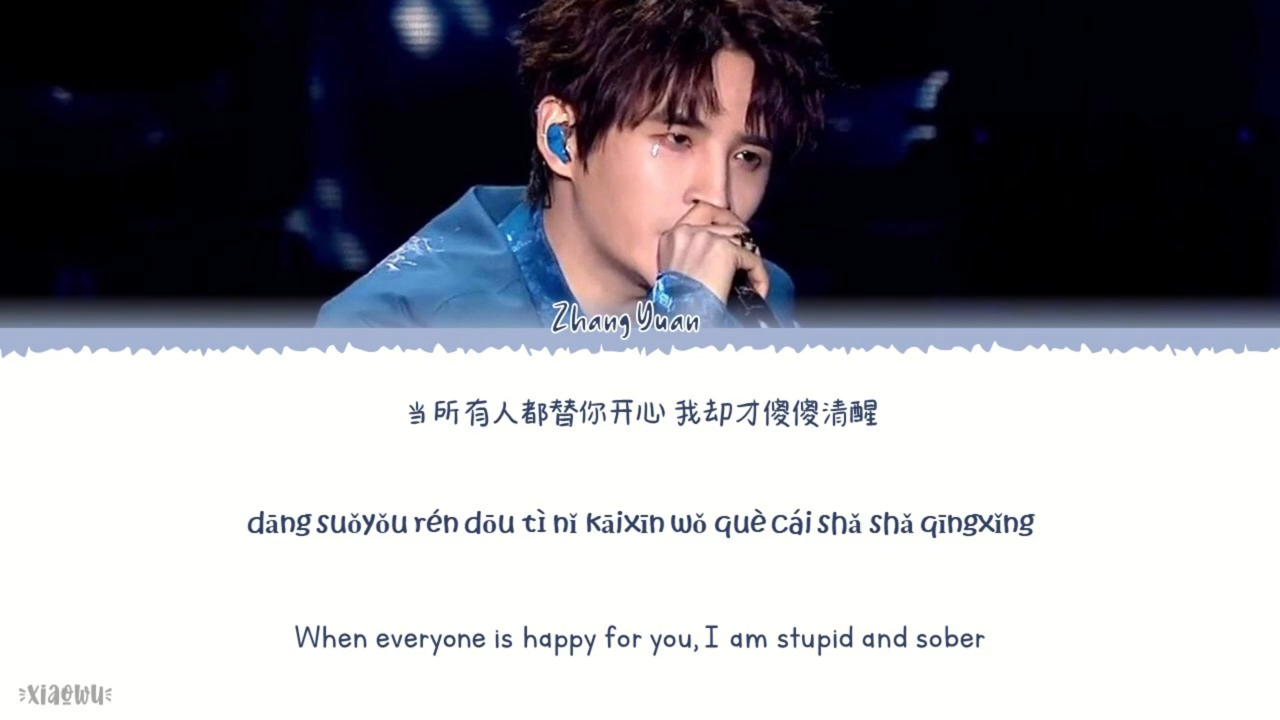 Zhang Yuan
当所有人都替你开心 我却才傻傻清醒
dāng suǒyǒu rén dōu tì nǐ kāixīn wǒ què cái shǎ shǎ qīngxǐng
When everyone is happy for you, I am stupid and sober
xiaowu